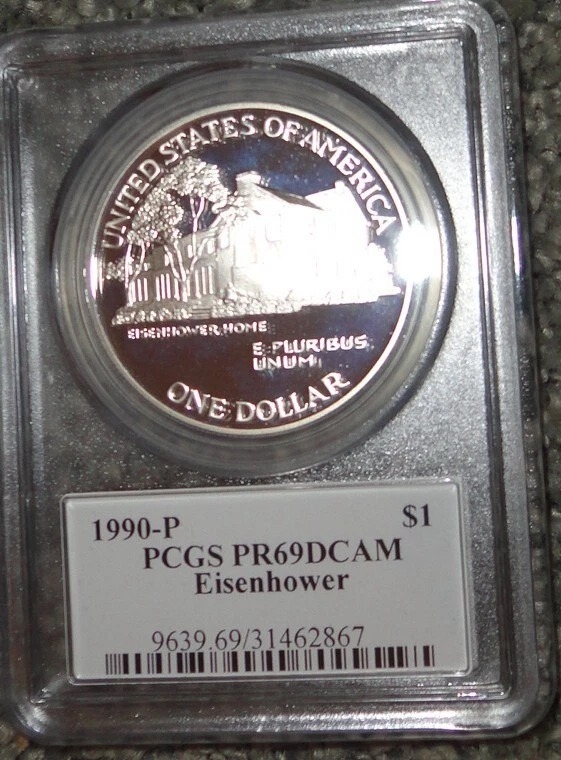 UNITED STATES OF AMERICA
EISENHOWER HOME
E PLURIBUS
UNUM
ONE DOLLAR
1990-P $1
PCGS PR69DCAM
Eisenhower
9639.69/31462867